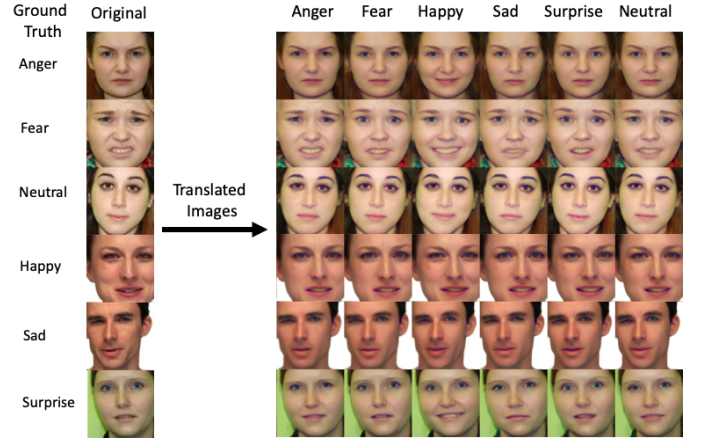 Ground Truth
Original
Anger
Fear
Happy
Sad
Surprise
Neutral
Anger
Fear
Neutral
Translated Images
Happy
Sad
Surprise